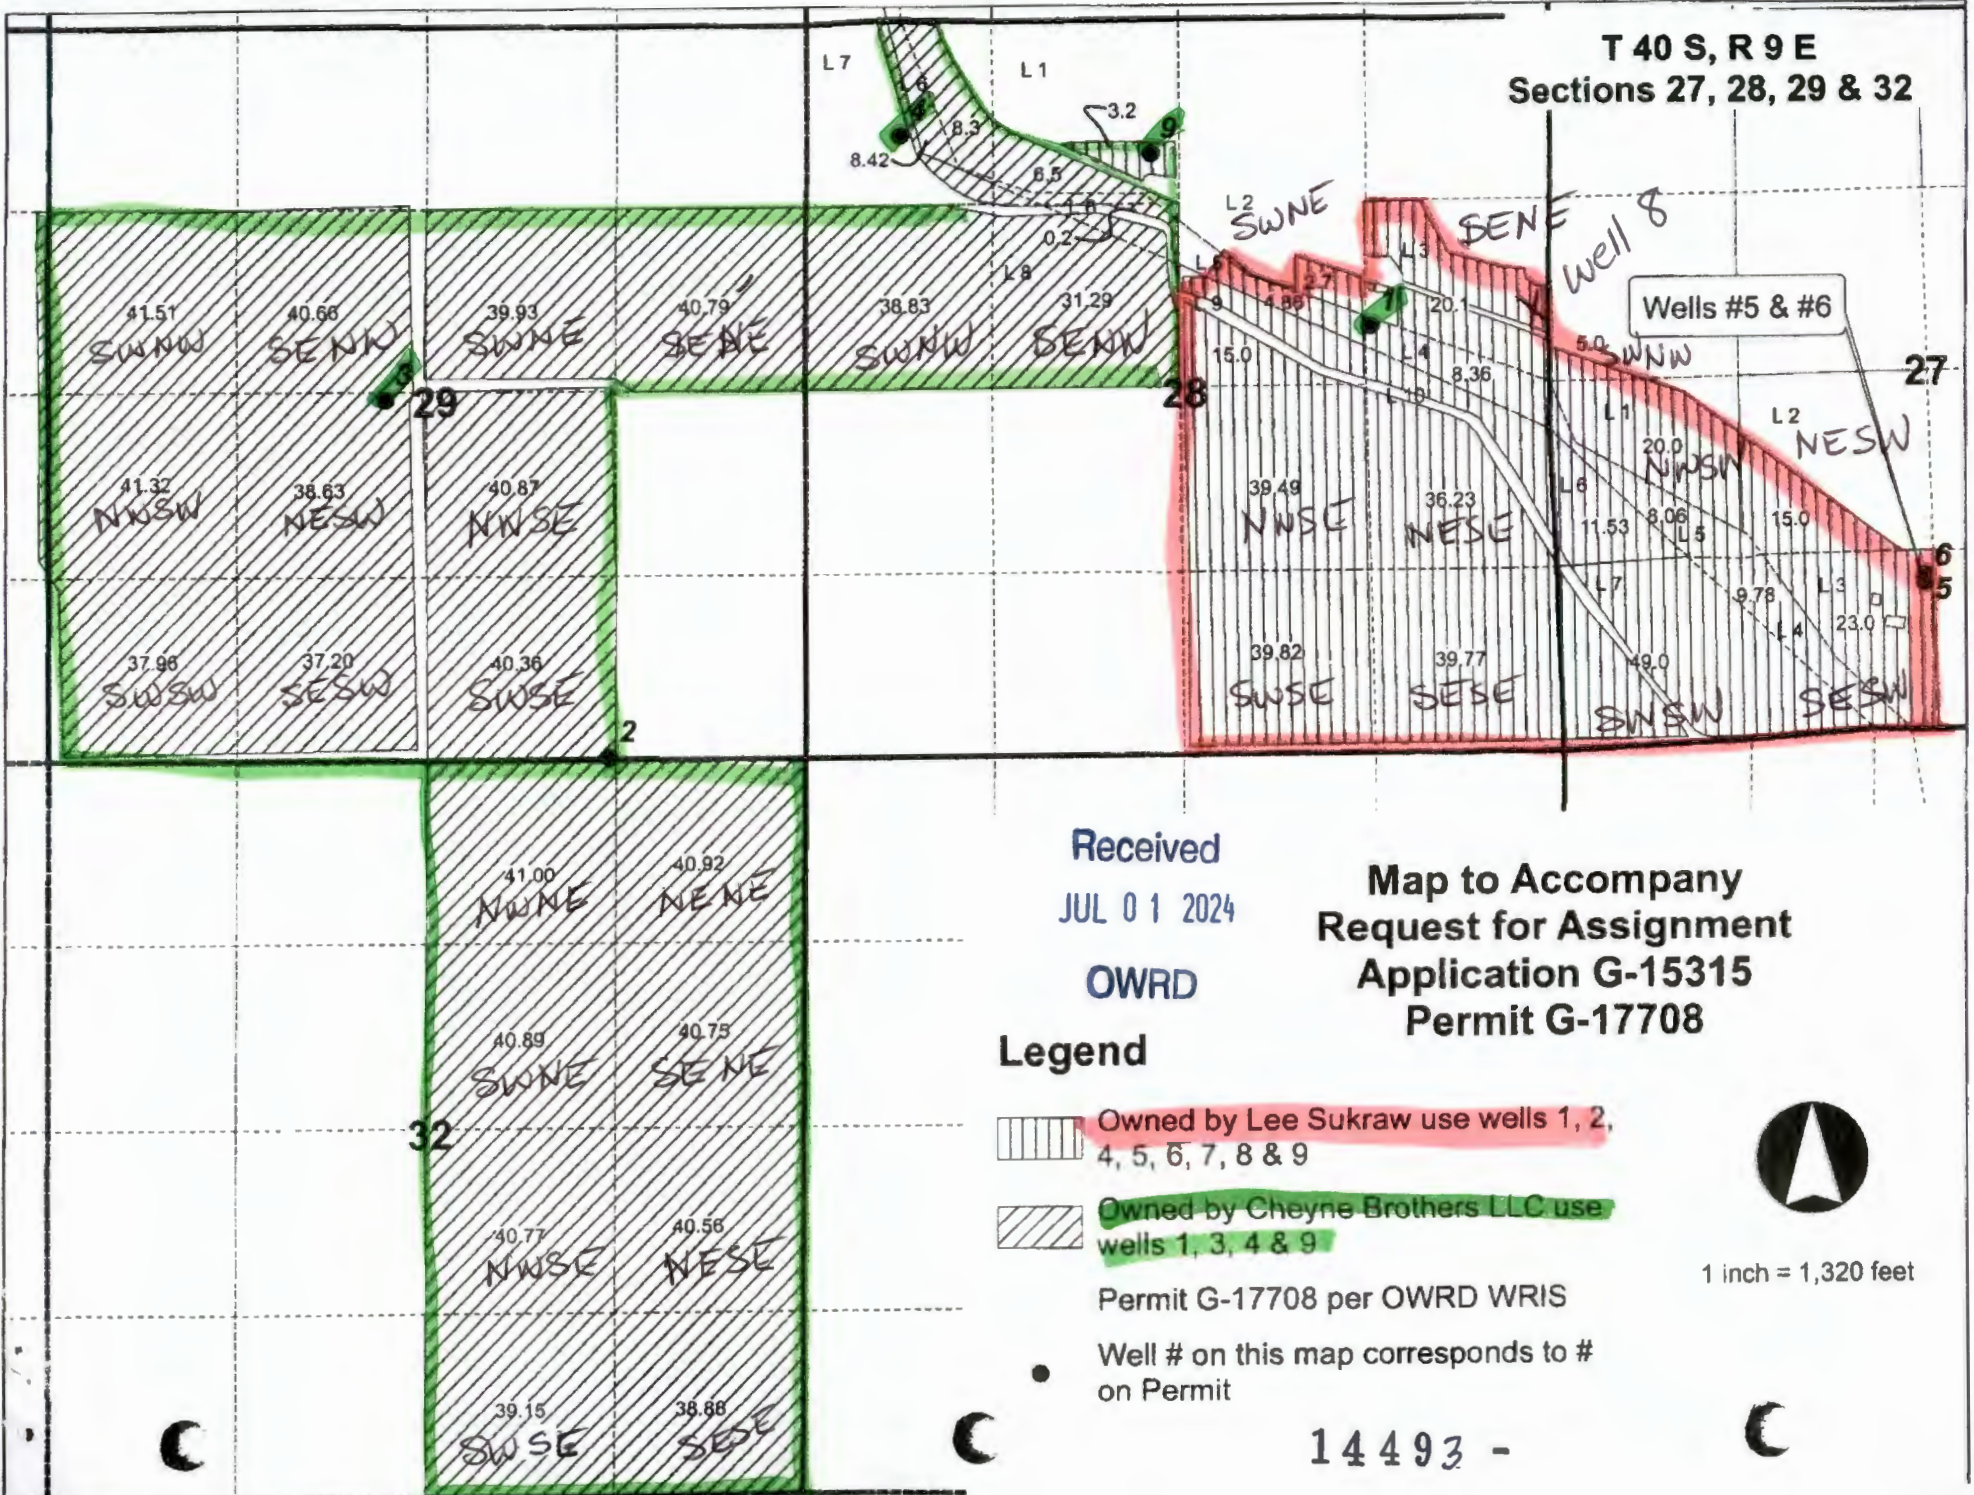 T 40 S, R 9 E
Sections 27, 28, 29 & 32
L 7
L 6
L 1
4
8.3
3.2
9
8.42
6.5
1.6
0.2
L 8
L 2
SWNE
SENE
Well 8
L 3
Wells #5 & #6
41.51
SWNW
40.66
SENW
39.93
SWNE
40.79
SENE
38.83
SWNW
31.29
SENW
2.7
4.86
9
15.0
20.1
L 4
8.36
L 10
5.0
SWNW
27
3
29
28
L 1
L 2
NESW
20.0
NWSW
41.32
NWSW
38.63
NESW
40.87
NWSE
39.49
NWSE
36.23
NESE
L 6
11.53
8.06
L 5
15.0
6
5
L 7
9.78
L 3
L 4
23.0
37.96
SWSW
37.20
SESW
40.36
SWSE
39.82
SWSE
39.77
SESE
49.0
SWSW
SESW
2
41.00
NWNE
40.92
NENE
40.89
SWNE
40.75
SENE
32
40.77
NWSE
40.56
NESE
39.15
SWSE
38.88
SESE
Received
JUL 01 2024
OWRD
Map to Accompany
Request for Assignment
Application G-15315
Permit G-17708
Legend
Owned by Lee Sukraw use wells 1, 2,
4, 5, 6, 7, 8 & 9
Owned by Cheyne Brothers LLC use
wells 1, 3, 4 & 9
Permit G-17708 per OWRD WRIS
Well # on this map corresponds to #
on Permit
1 inch = 1,320 feet
14493 -